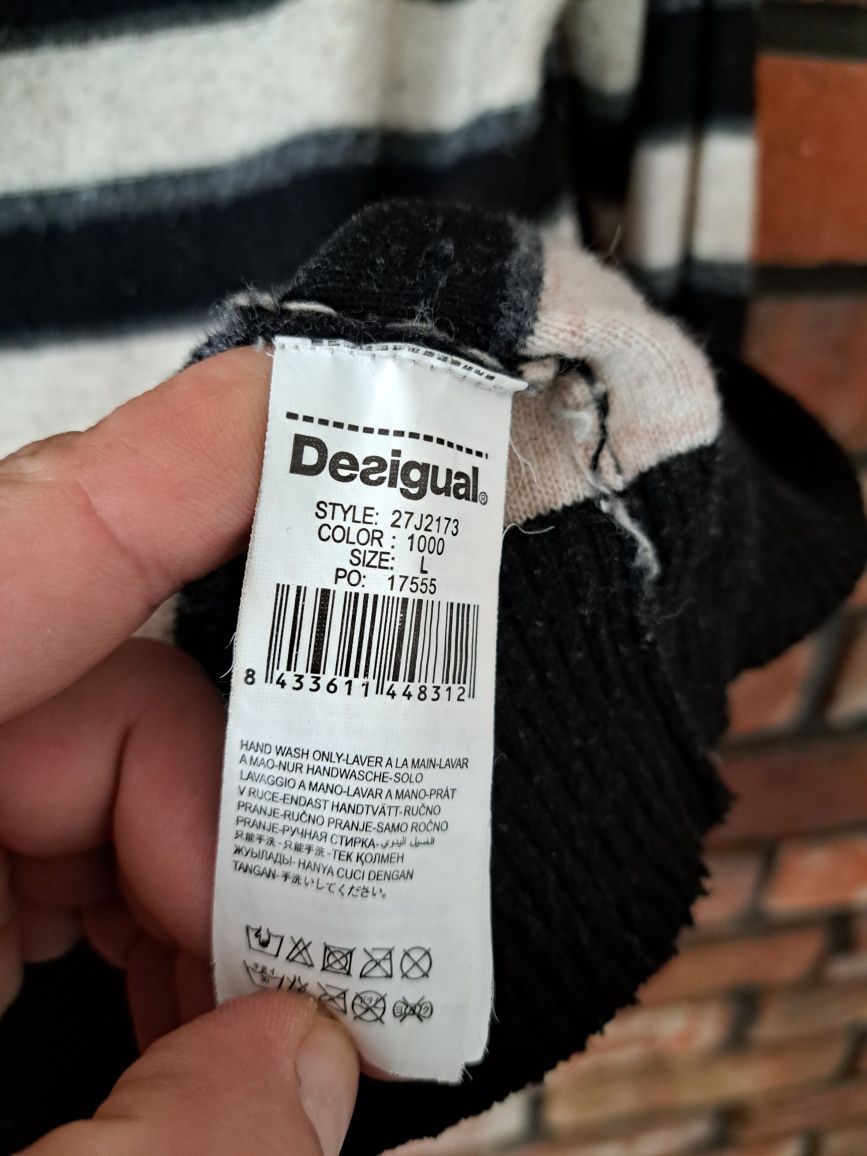 Desigual®
STYLE: 27J2173
COLOR : 1000
SIZE: L
PO: 17555
8 433611 448312
HAND WASH ONLY-LAVER A LA MAIN-LAVAR
A MAO-NUR HANDWASCHE-SOLO
LAVAGGIO A MANO-LAVAR A MANO-PRÁT
V RUCE-ENDAST HANDTVÄTT-RUČNO
PRANJE-RUČNO PRANJE-SAMO ROČNO
PRANJE-РУЧНАЯ СТИРКА-الغسيل اليدوي-
只能手洗-只能手洗-ТЕК ҚОЛМЕН
ЖУЫЛАДЫ- HANYA CUCI DENGAN
TANGAN-手洗いしてください。